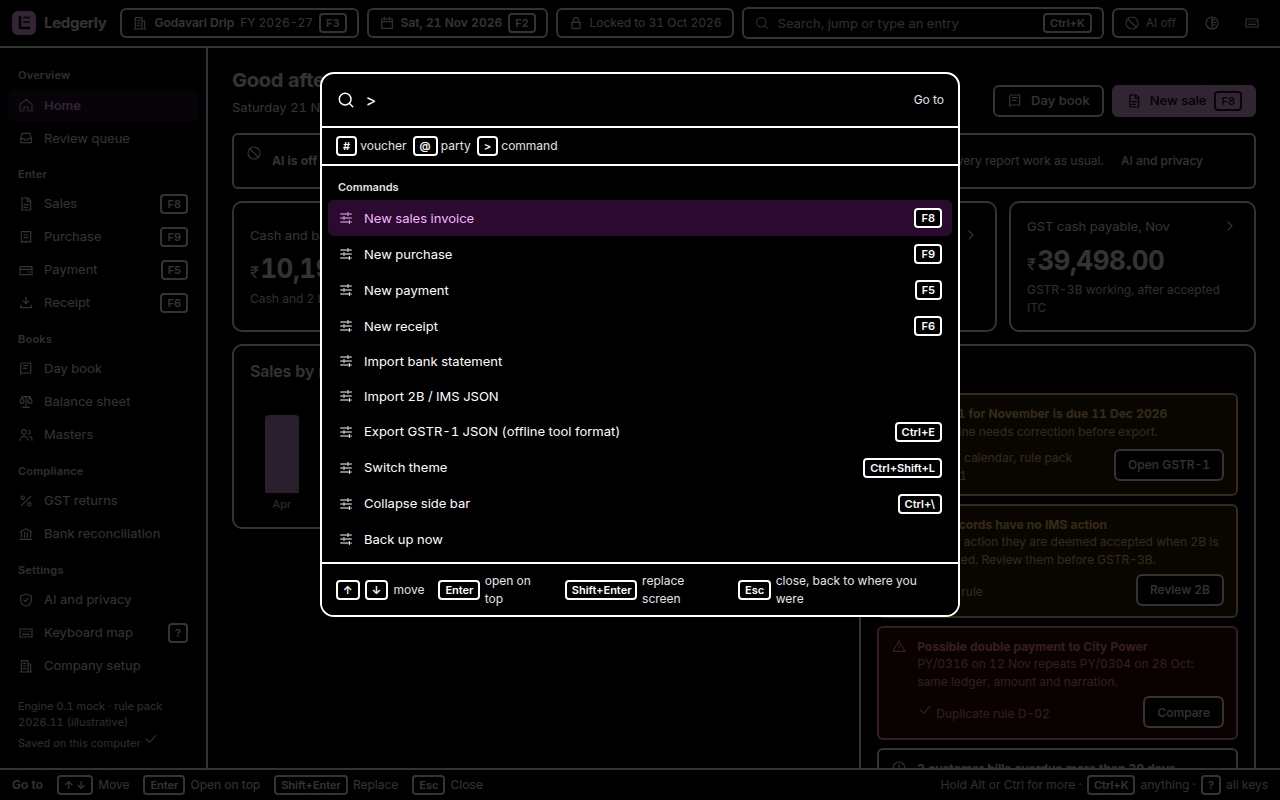 Ledgerly
Godavari Drip FY 2026-27 F3
Sat, 21 Nov 2026 F2
Locked to 31 Oct 2026
Search, jump or type an entry Ctrl+K
AI off
Overview
Home
Review queue
Enter
Sales F8
Purchase F9
Payment F5
Receipt F6
Books
Day book
Balance sheet
Masters
Compliance
GST returns
Bank reconciliation
Settings
AI and privacy
Keyboard map ?
Company setup
Engine 0.1 mock · rule pack
2026.11 (illustrative)
Saved on this computer
Good afte
Saturday 21 N
Day book
New sale F8
AI is off
very report work as usual. AI and privacy
Cash and b
₹10,19
Cash and 2 
GST cash payable, Nov
₹39,498.00
GSTR-3B working, after accepted
ITC
Sales by
Apr
>
Go to
# voucher @ party > command
Commands
New sales invoice F8
New purchase F9
New payment F5
New receipt F6
Import bank statement
Import 2B / IMS JSON
Export GSTR-1 JSON (offline tool format) Ctrl+E
Switch theme Ctrl+Shift+L
Collapse side bar Ctrl+\
Back up now
↑ ↓ move Enter open on top Shift+Enter replace screen Esc close, back to where you were
1 for November is due 11 Dec 2026
ne needs correction before export.
calendar, rule pack
1
Open GSTR-1
cords have no IMS action
action they are deemed accepted when 2B is
ed. Review them before GSTR-3B.
rule
Review 2B
Possible double payment to City Power
PY/0316 on 12 Nov repeats PY/0304 on 28 Oct:
same ledger, amount and narration.
Duplicate rule D-02
Compare
Go to ↑↓ Move Enter Open on top Shift+Enter Replace Esc Close
Hold Alt or Ctrl for more · Ctrl+K anything · ? all keys